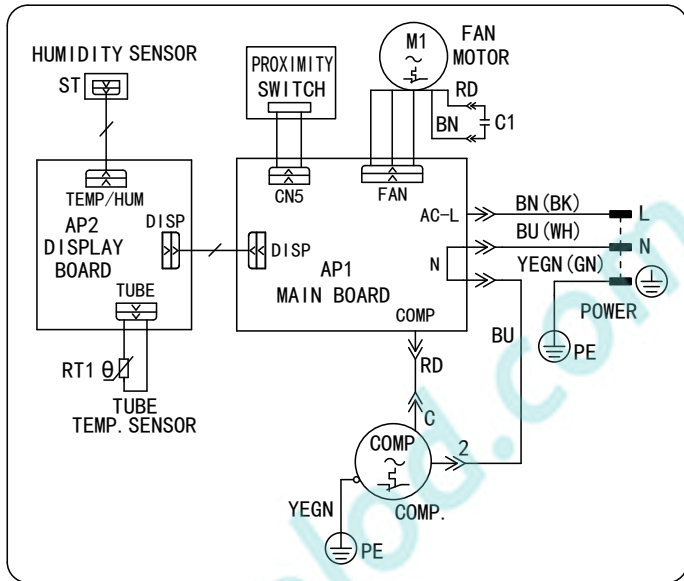 HUMIDITY SENSOR
ST
PROXIMITY
SWITCH
M1
FAN
MOTOR
RD
BN
C1
TEMP/HUM
AP2
DISPLAY
BOARD
DISP
TUBE
RT1 θ
TUBE
TEMP. SENSOR
CN5
FAN
DISP
AP1
MAIN BOARD
AC-L
N
COMP
BN(BK)
L
BU(WH)
N
YEGN(GN)
POWER
PE
BU
RD
C
COMP
2
COMP.
YEGN
PE
elod.com